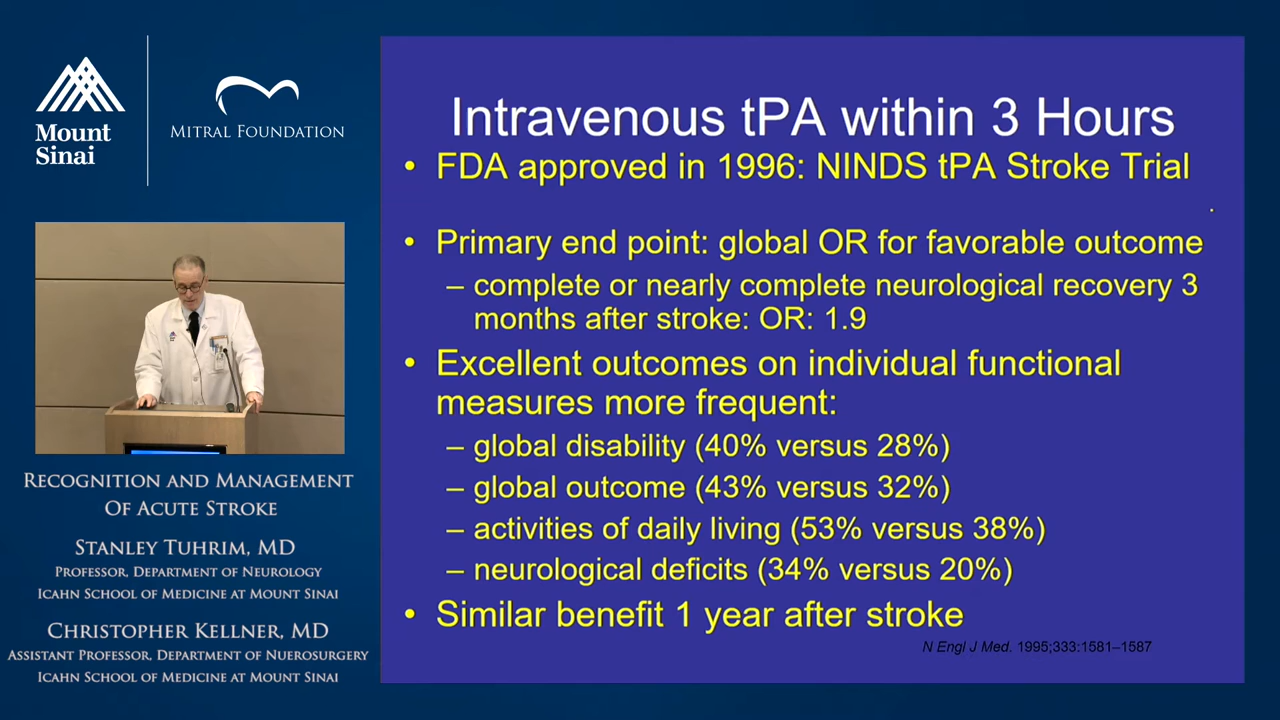 Mount
Sinai
MITRAL FOUNDATION
RECOGNITION AND MANAGEMENT
OF ACUTE STROKE
STANLEY TUHRIM, MD
PROFESSOR, DEPARTMENT OF NEUROLOGY
ICAHN SCHOOL OF MEDICINE AT MOUNT SINAI
CHRISTOPHER KELLNER, MD
ASSISTANT PROFESSOR, DEPARTMENT OF NUEROSURGERY
ICAHN SCHOOL OF MEDICINE AT MOUNT SINAI
Intravenous tPA within 3 Hours
• FDA approved in 1996: NINDS tPA Stroke Trial
• Primary end point: global OR for favorable outcome
– complete or nearly complete neurological recovery 3
months after stroke: OR: 1.9
• Excellent outcomes on individual functional
measures more frequent:
– global disability (40% versus 28%)
– global outcome (43% versus 32%)
– activities of daily living (53% versus 38%)
– neurological deficits (34% versus 20%)
• Similar benefit 1 year after stroke
N Engl J Med. 1995;333:1581–1587